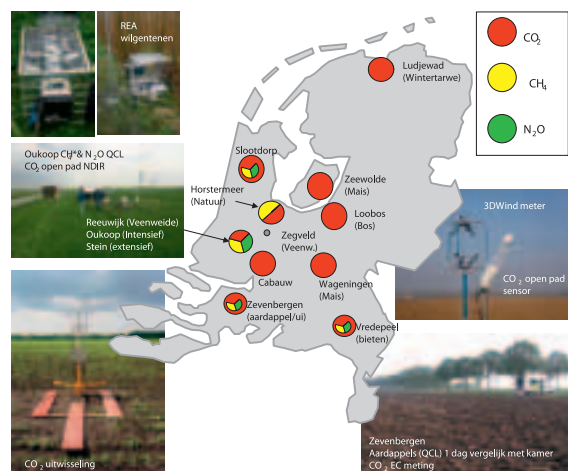 REA
wilgentenen
CO₂
CH₄
N₂O
Ludjewad
(Wintertarwe)
Oukoop CH₄*& N₂O QCL
CO₂ open pad NDIR
Slootdorp
Zeewolde
(Mais)
Horstermeer
(Natuur)
Loobos
(Bos)
3DWind meter
Reeuwijk (Veenweide)
Oukoop (Intensief)
Stein (extensief)
Zegveld
(Veenw.)
CO₂ open pad
sensor
Cabauw
Wageningen
(Mais)
Zevenbergen
(aardappel/ui)
Vredepeel
(bieten)
CO₂ uitwisseling
Zevenbergen
Aardappels (QCL) 1 dag vergelijk met kamer
CO₂ EC meting